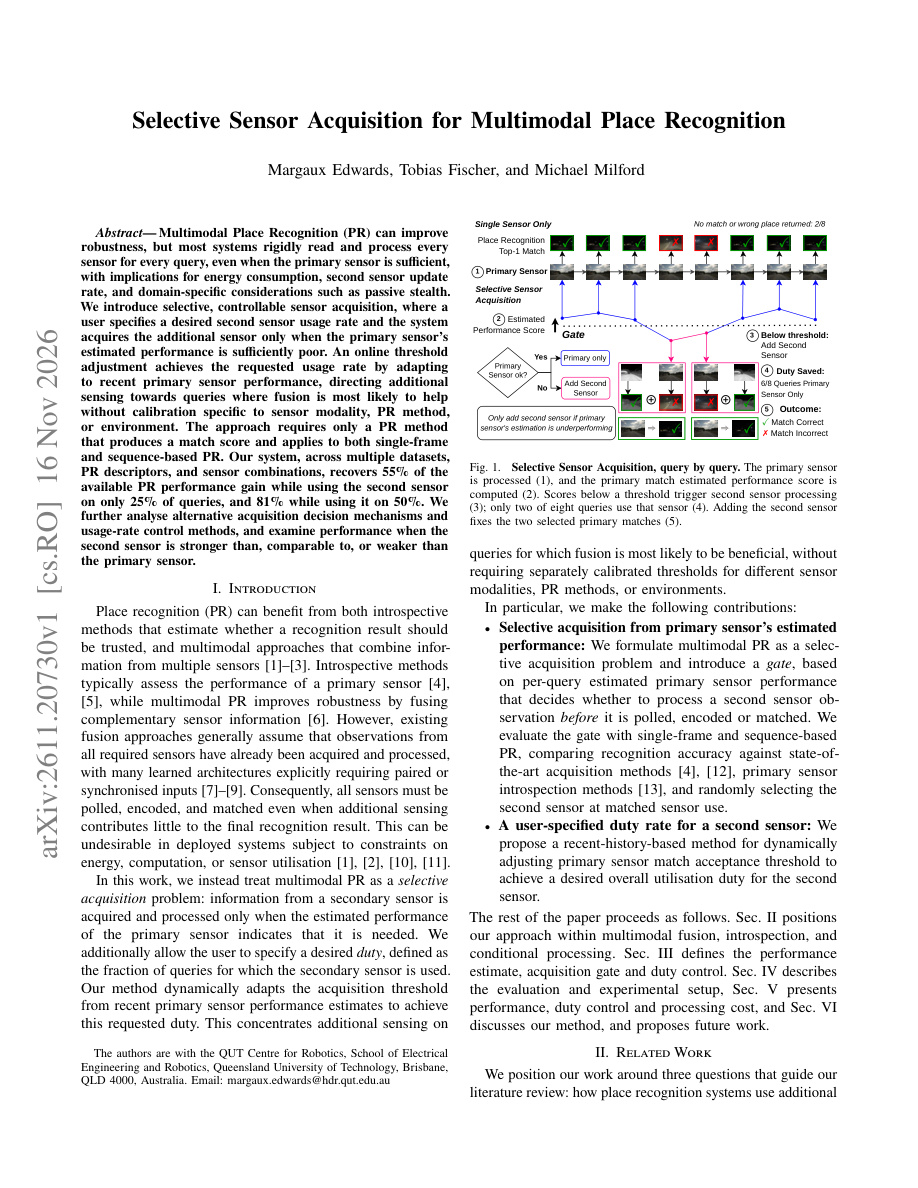 Selective Sensor Acquisition for Multimodal Place Recognition
Margaux Edwards, Tobias Fischer, and Michael Milford
arXiv:2611.20730v1 [cs.RO] 16 Nov 2026
Abstract— Multimodal Place Recognition (PR) can improve
robustness, but most systems rigidly read and process every
sensor for every query, even when the primary sensor is sufficient,
with implications for energy consumption, second sensor update
rate, and domain-specific considerations such as passive stealth.
We introduce selective, controllable sensor acquisition, where a
user specifies a desired second sensor usage rate and the system
acquires the additional sensor only when the primary sensor's
estimated performance is sufficiently poor. An online threshold
adjustment achieves the requested usage rate by adapting
to recent primary sensor performance, directing additional
sensing towards queries where fusion is most likely to help
without calibration specific to sensor modality, PR method,
or environment. The approach requires only a PR method
that produces a match score and applies to both single-frame
and sequence-based PR. Our system, across multiple datasets,
PR descriptors, and sensor combinations, recovers 55% of the
available PR performance gain while using the second sensor
on only 25% of queries, and 81% while using it on 50%. We
further analyse alternative acquisition decision mechanisms and
usage-rate control methods, and examine performance when the
second sensor is stronger than, comparable to, or weaker than
the primary sensor.
I. Introduction
Place recognition (PR) can benefit from both introspective
methods that estimate whether a recognition result should
be trusted, and multimodal approaches that combine infor-
mation from multiple sensors [1]–[3]. Introspective methods
typically assess the performance of a primary sensor [4],
[5], while multimodal PR improves robustness by fusing
complementary sensor information [6]. However, existing
fusion approaches generally assume that observations from
all required sensors have already been acquired and processed,
with many learned architectures explicitly requiring paired or
synchronised inputs [7]–[9]. Consequently, all sensors must be
polled, encoded, and matched even when additional sensing
contributes little to the final recognition result. This can be
undesirable in deployed systems subject to constraints on
energy, computation, or sensor utilisation [1], [2], [10], [11].
In this work, we instead treat multimodal PR as a selective
acquisition problem: information from a secondary sensor is
acquired and processed only when the estimated performance
of the primary sensor indicates that it is needed. We
additionally allow the user to specify a desired duty, defined as
the fraction of queries for which the secondary sensor is used.
Our method dynamically adapts the acquisition threshold
from recent primary sensor performance estimates to achieve
this requested duty. This concentrates additional sensing on
The authors are with the QUT Centre for Robotics, School of Electrical
Engineering and Robotics, Queensland University of Technology, Brisbane,
QLD 4000, Australia. Email: margaux.edwards@hdr.qut.edu.au
Single Sensor Only
No match or wrong place returned: 2/8
Place Recognition
Top-1 Match
1 Primary Sensor
Selective Sensor
Acquisition
2 Estimated
Performance Score
Gate
3 Below threshold:
Add Second
Sensor
Primary
Sensor ok?
Yes
Primary only
No
Add Second
Sensor
4 Duty Saved:
6/8 Queries Primary
Sensor Only
5 Outcome:
✓ Match Correct
✗ Match Incorrect
Only add second sensor if primary
sensor's estimation is underperforming
Fig. 1. Selective Sensor Acquisition, query by query. The primary sensor
is processed (1), and the primary match estimated performance score is
computed (2). Scores below a threshold trigger second sensor processing
(3); only two of eight queries use that sensor (4). Adding the second sensor
fixes the two selected primary matches (5).
queries for which fusion is most likely to be beneficial, without
requiring separately calibrated thresholds for different sensor
modalities, PR methods, or environments.
In particular, we make the following contributions:
• Selective acquisition from primary sensor's estimated
performance: We formulate multimodal PR as a selec-
tive acquisition problem and introduce a gate, based
on per-query estimated primary sensor performance
that decides whether to process a second sensor ob-
servation before it is polled, encoded or matched. We
evaluate the gate with single-frame and sequence-based
PR, comparing recognition accuracy against state-of-
the-art acquisition methods [4], [12], primary sensor
introspection methods [13], and randomly selecting the
second sensor at matched sensor use.
• A user-specified duty rate for a second sensor: We
propose a recent-history-based method for dynamically
adjusting primary sensor match acceptance threshold to
achieve a desired overall utilisation duty for the second
sensor.
The rest of the paper proceeds as follows. Sec. II positions
our approach within multimodal fusion, introspection, and
conditional processing. Sec. III defines the performance
estimate, acquisition gate and duty control. Sec. IV describes
the evaluation and experimental setup, Sec. V presents
performance, duty control and processing cost, and Sec. VI
discusses our method, and proposes future work.
II. Related Work
We position our work around three questions that guide our
literature review: how place recognition systems use additional